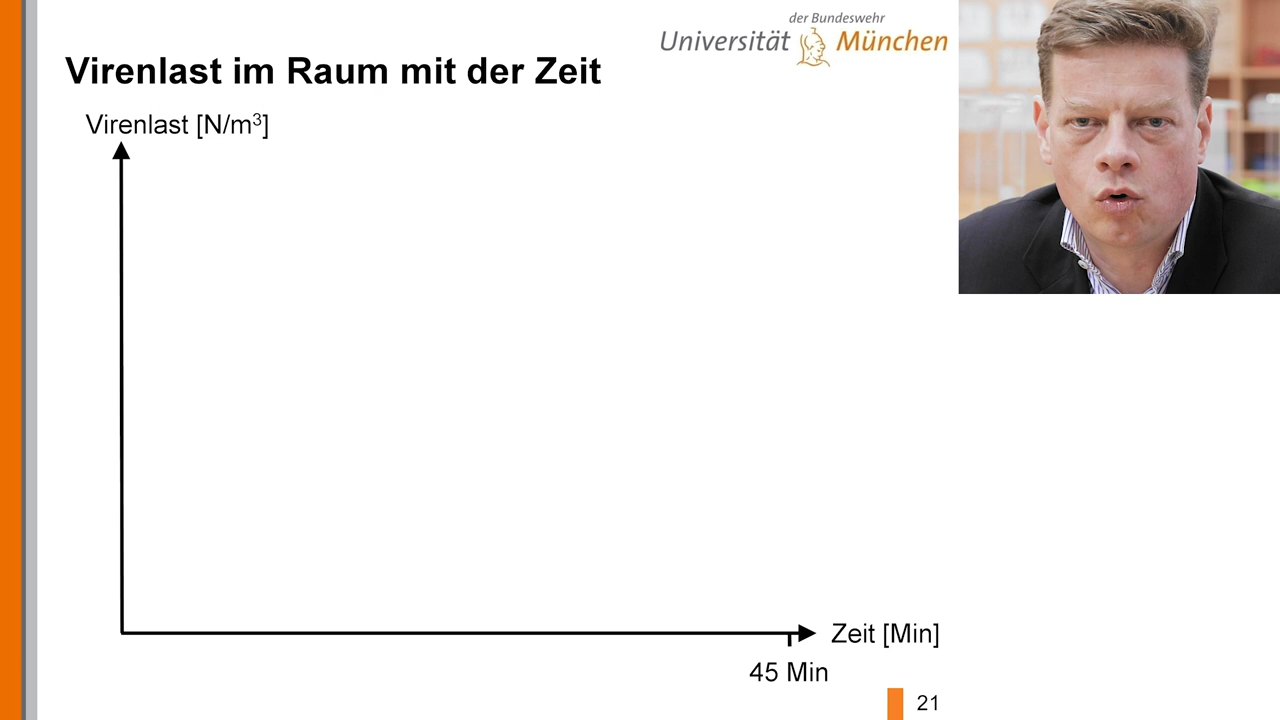 der Bundeswehr
Universität München
Virenlast im Raum mit der Zeit
Virenlast [N/m³]
Zeit [Min]
45 Min
21